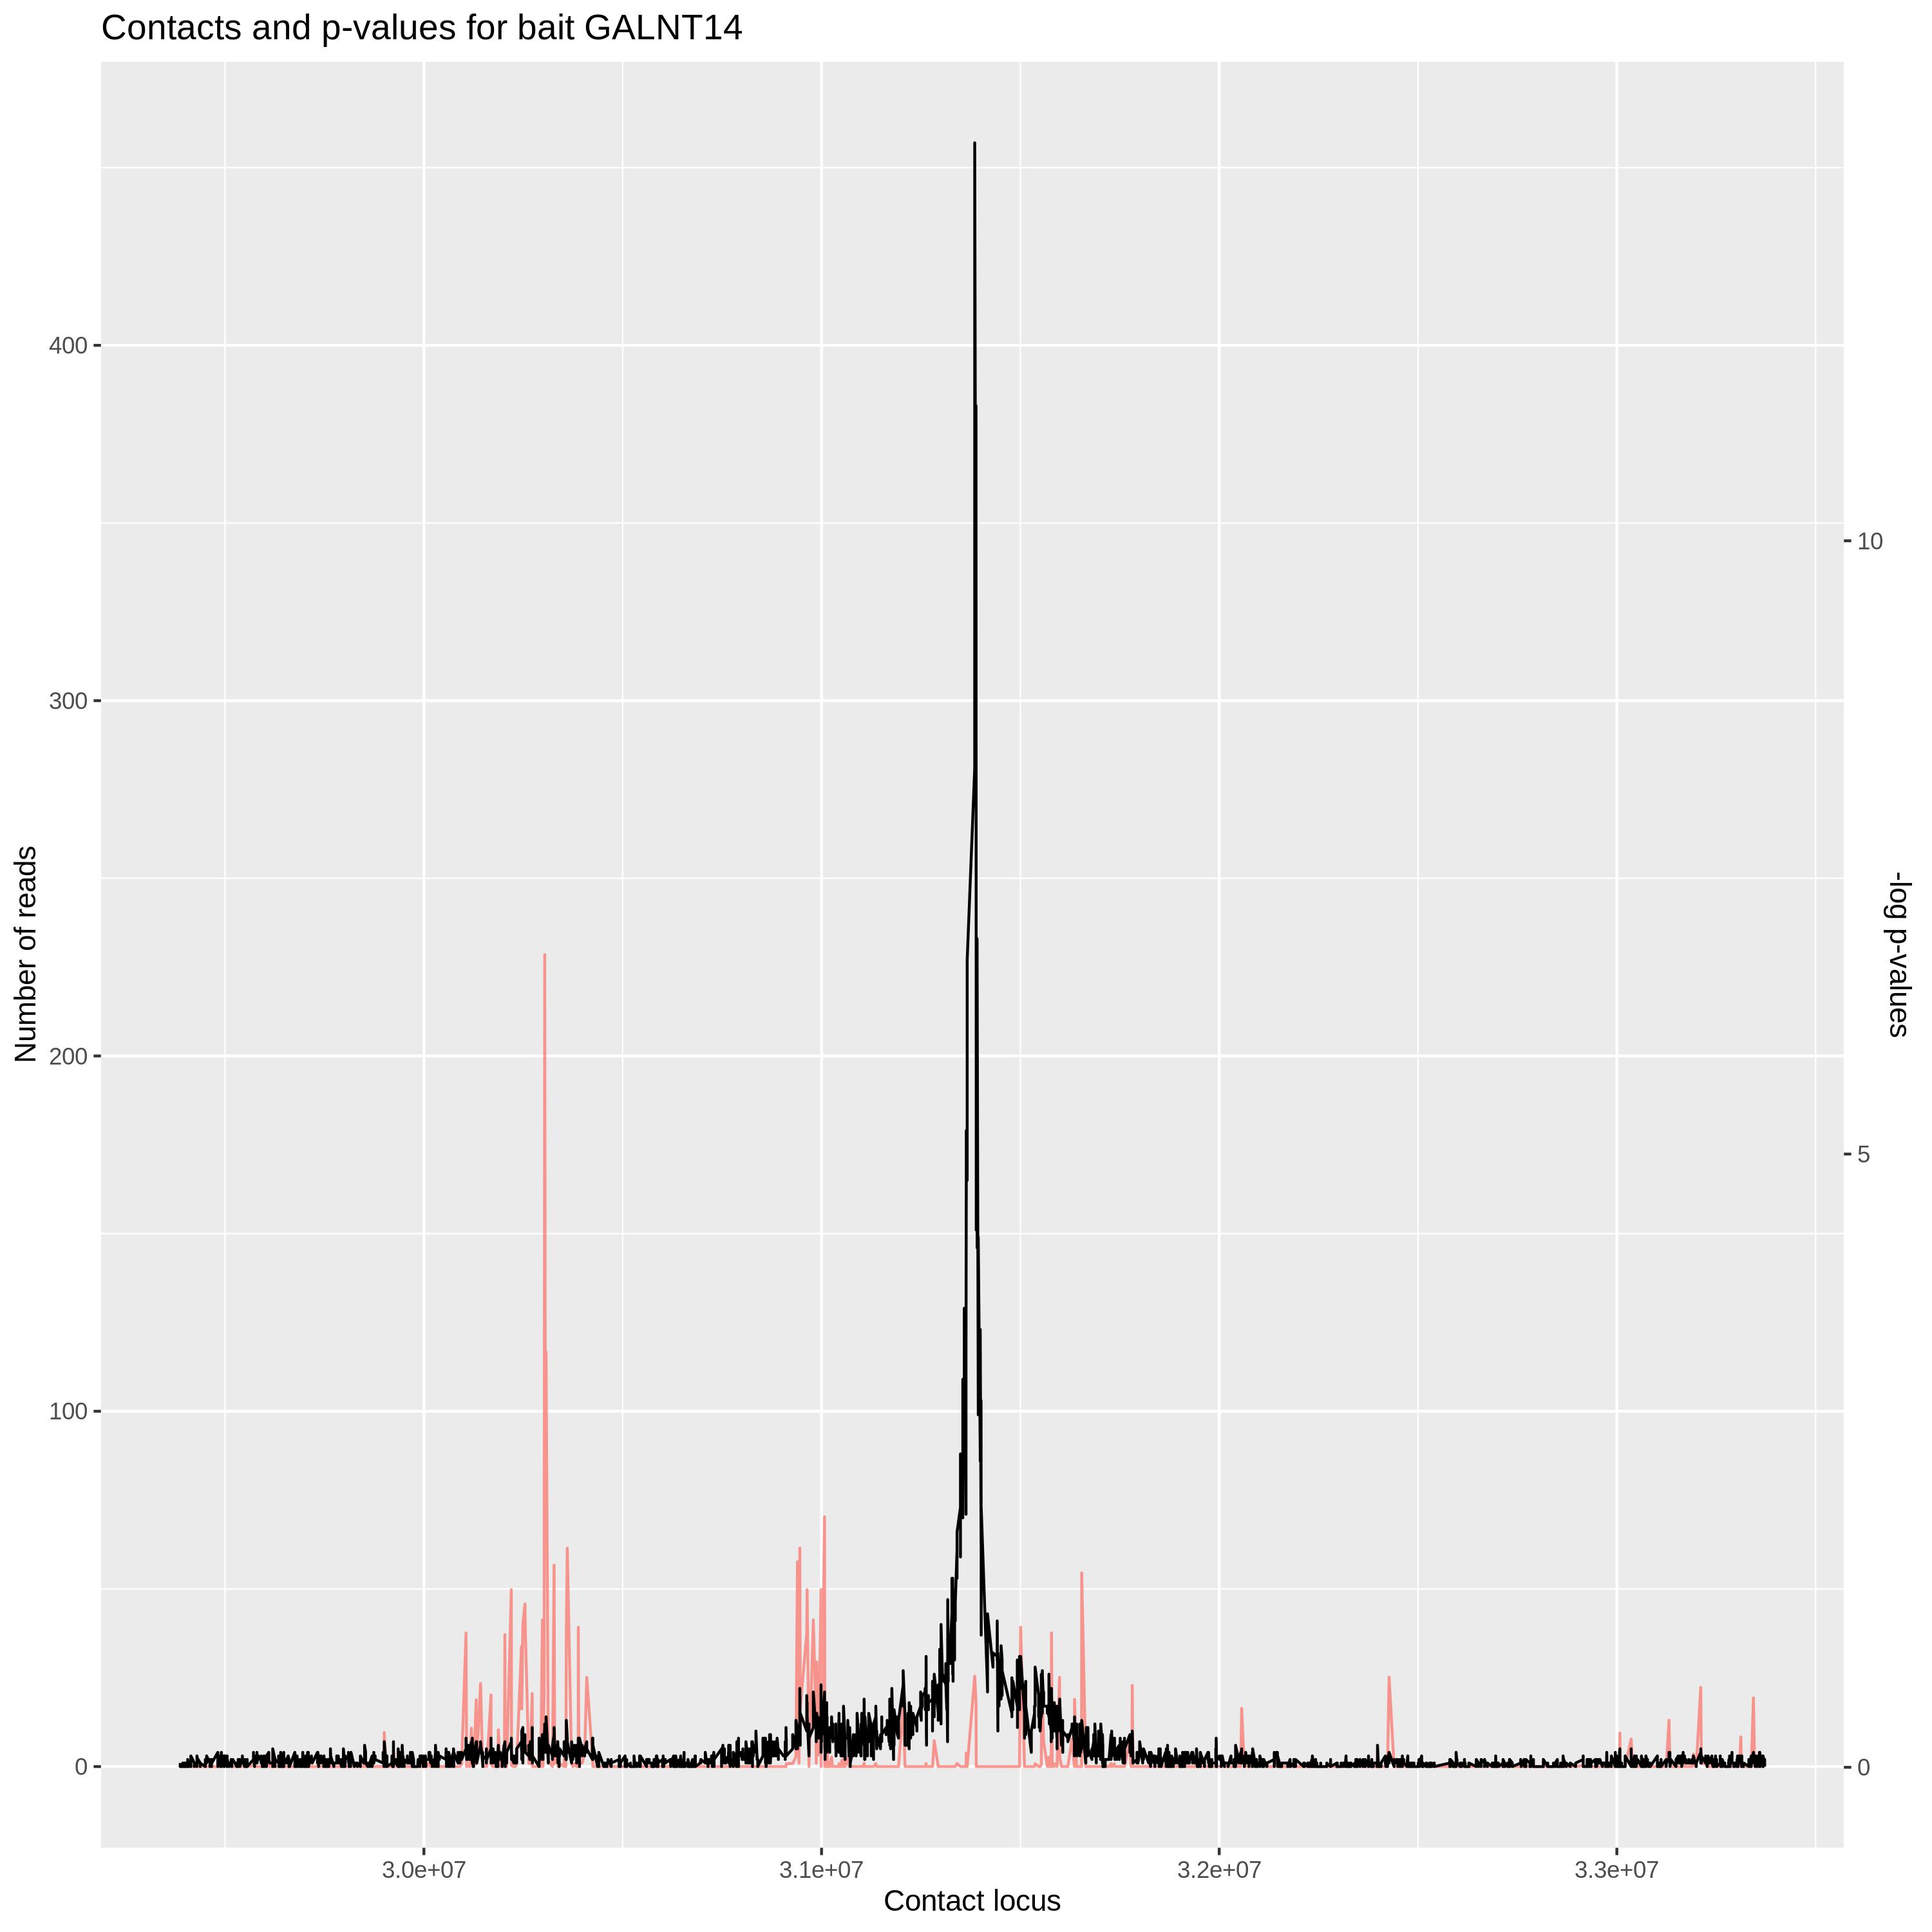 Contacts and p-values for bait GALNT14
400
300
200
100
0
Number of reads
10
5
0
-log p-values
3.0e+07
3.1e+07
3.2e+07
3.3e+07
Contact locus